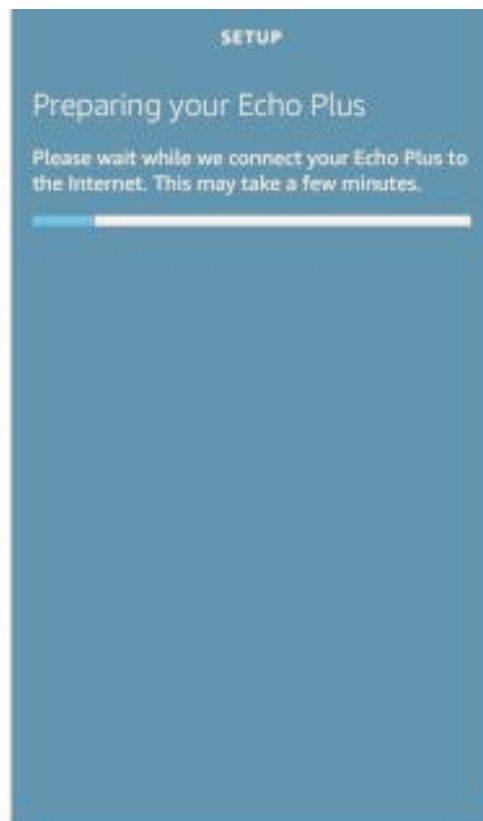 SETUP
Preparing your Echo Plus
Please wait while we connect your Echo Plus to
the Internet. This may take a few minutes.